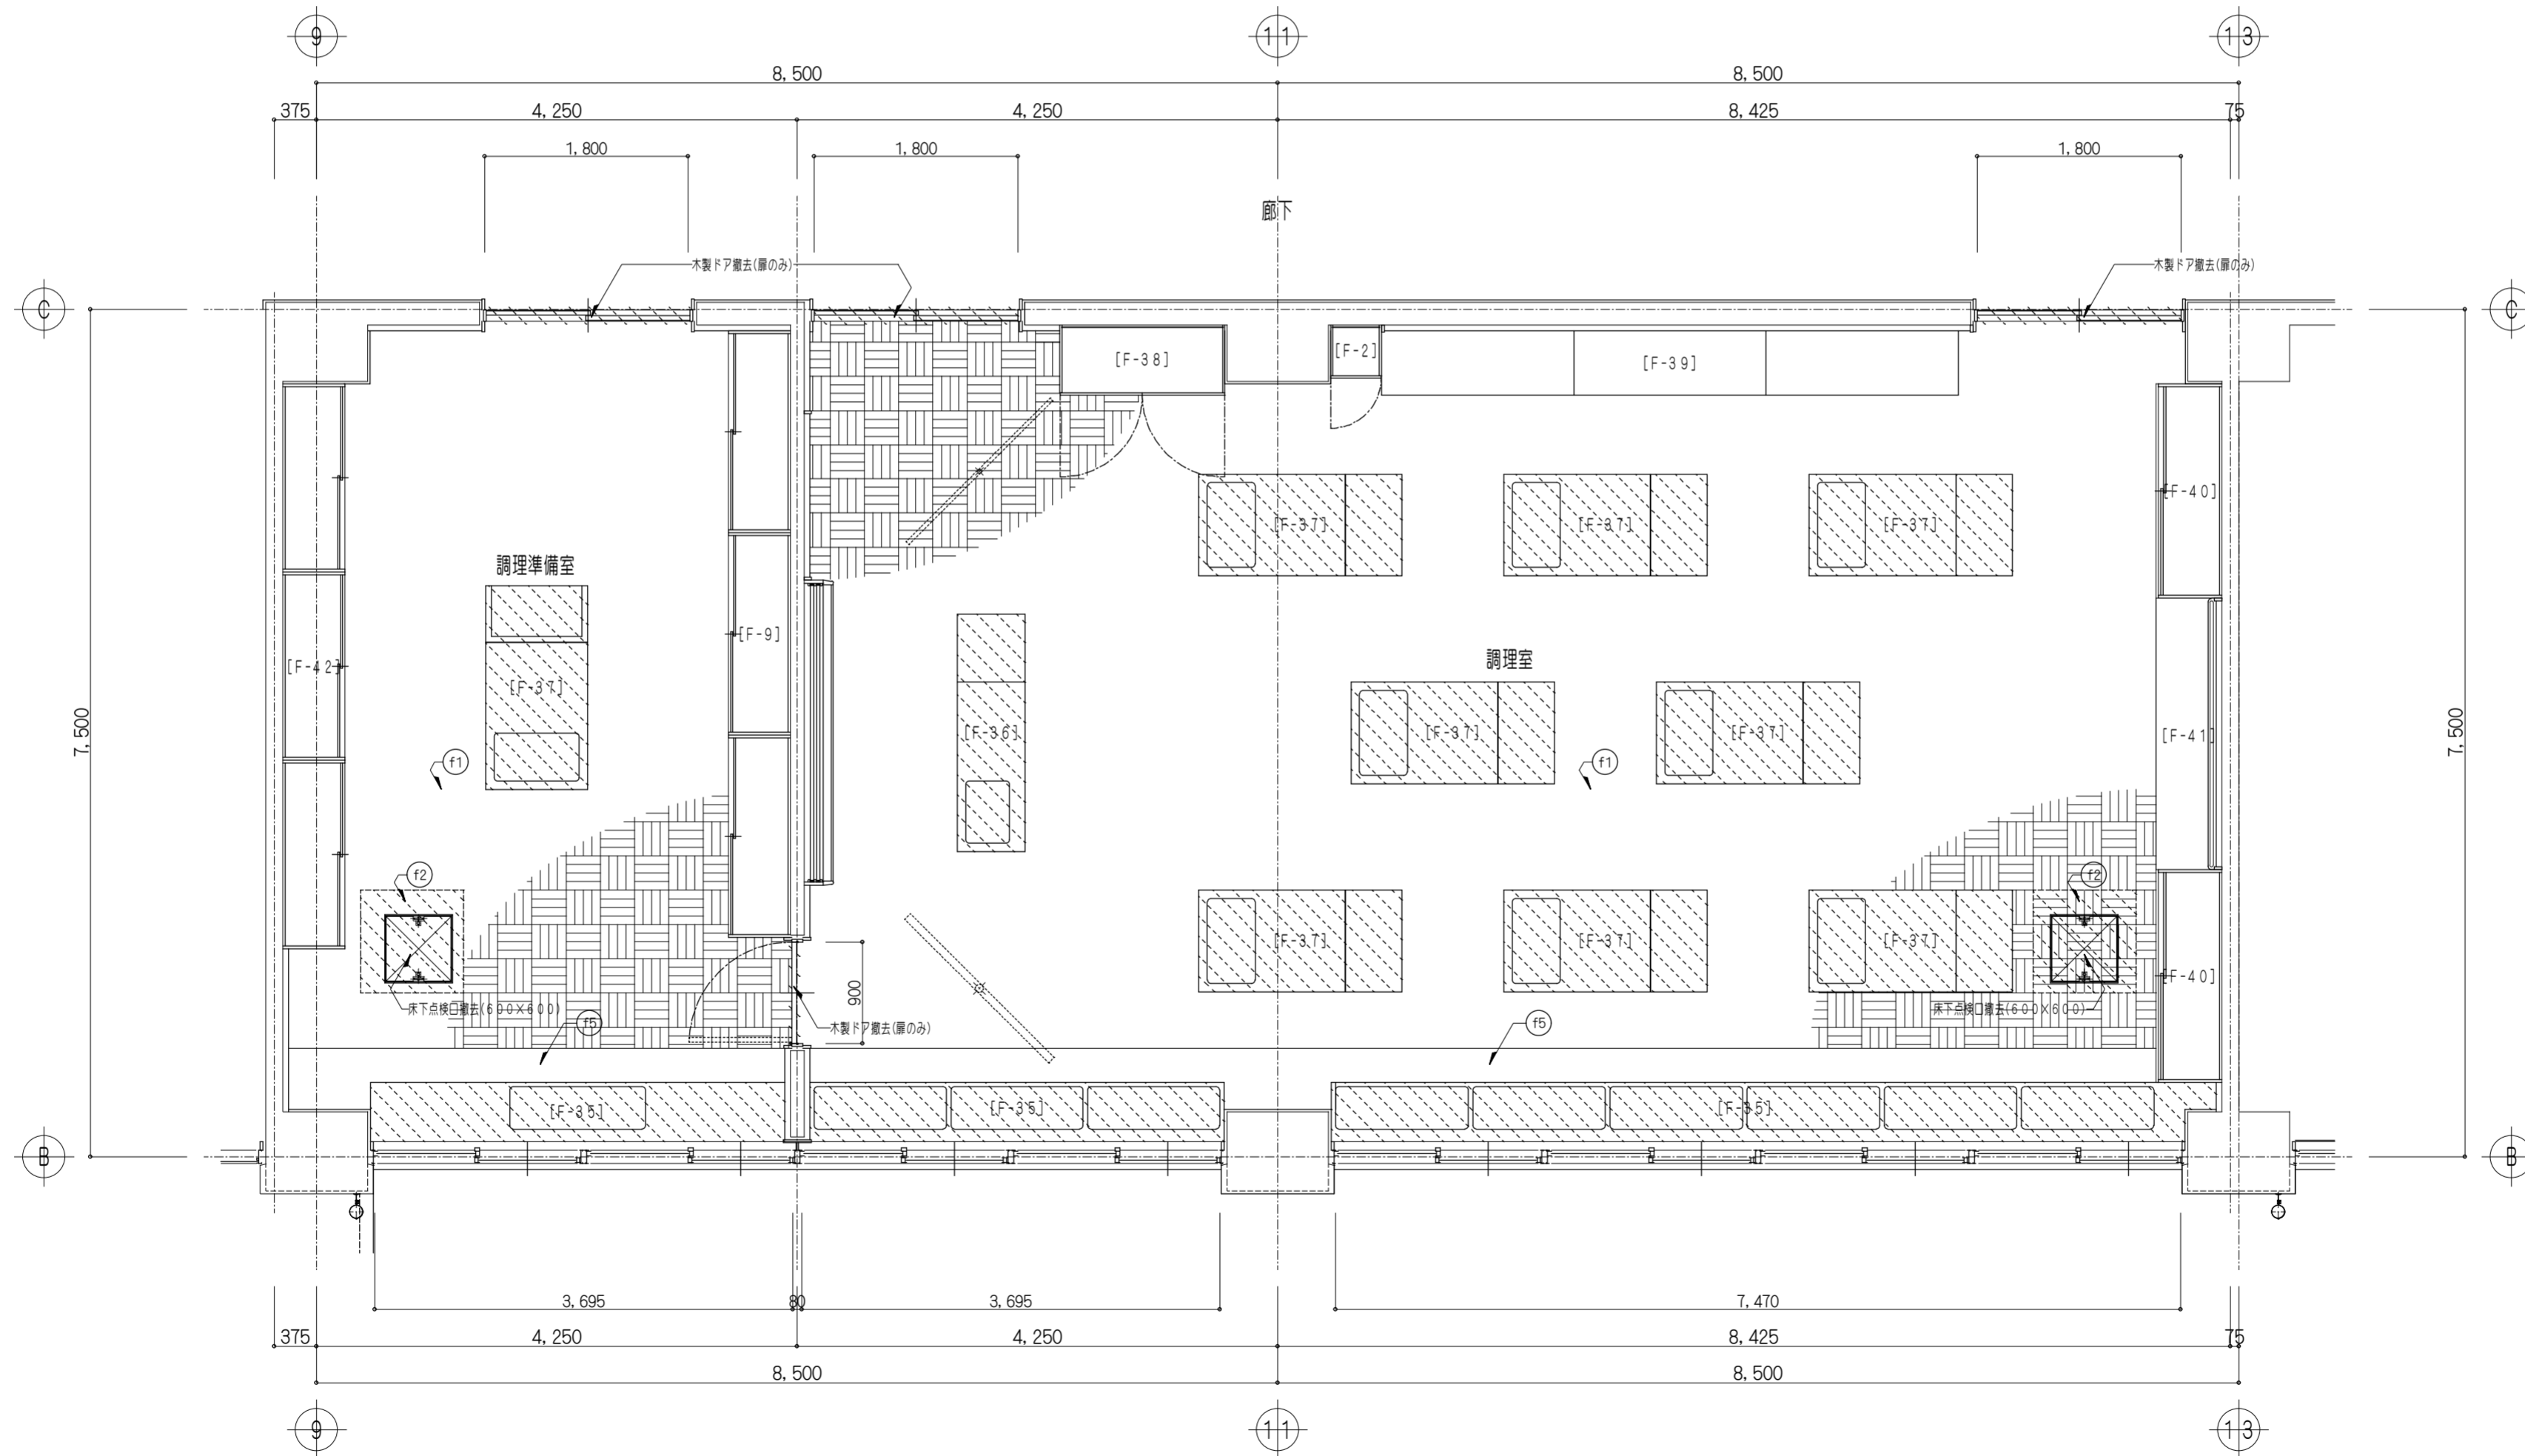 9
11
13
8,500
8,500
375
4,250
4,250
8,425
75
1,800
1,800
1,800
廊下
木製ドア撤去(扉のみ)
木製ドア撤去(扉のみ)
C
C
[F-38]
[F-2]
[F-39]
[F-40]
[F-37]
[F-37]
[F-37]
調理準備室
[F-9]
調理室
[F-42]
[F-37]
7,500
[F-36]
[F-37]
[F-37]
[F-41]
7,500
f1
f1
f2
f2
[F-37]
[F-37]
[F-37]
[F-40]
900
床下点検口撤去(600×600)
床下点検口撤去(600×600)
f5
木製ドア撤去(扉のみ)
f5
[F-35]
[F-35]
[F-35]
B
B
3,695
80
3,695
7,470
375
4,250
4,250
8,425
75
8,500
8,500
9
11
13